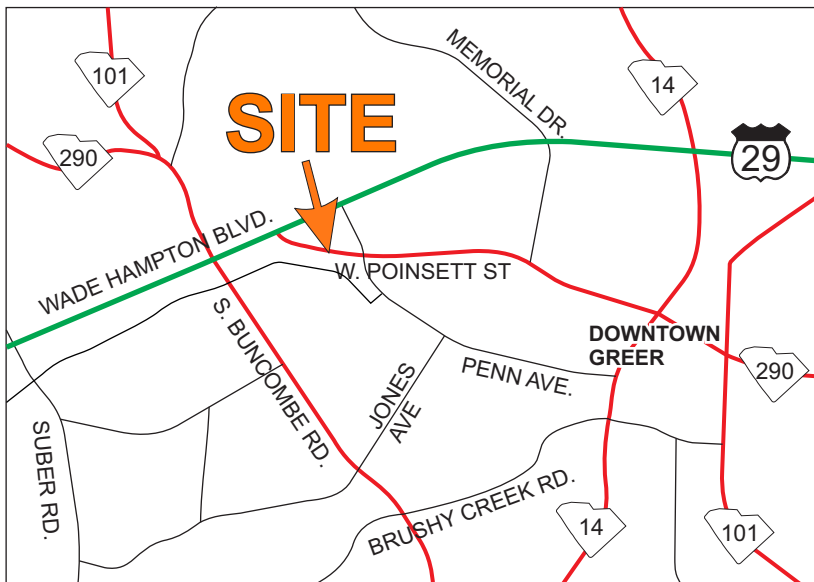 101
MEMORIAL DR.
14
SITE
290
29
WADE HAMPTON BLVD.
W. POINSETT ST
S. BUNCOMBE RD.
DOWNTOWN
GREER
JONES
AVE
PENN AVE.
290
SUBER RD.
BRUSHY CREEK RD.
14
101